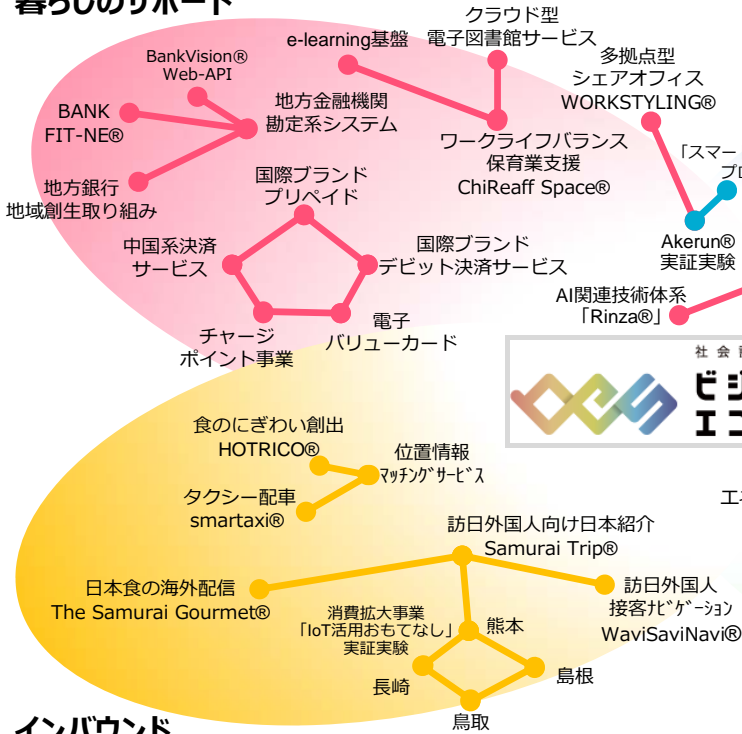 暮らしのサポート
クラウド型
電子図書館サービス
e-learning基盤
BankVision®
Web-API
多拠点型
シェアオフィス
WORKSTYLING®
BANK
FIT-NE®
地方金融機関
勘定系システム
ワークライフバランス
保育業支援
ChiReaff Space®
「スマー
プロ
地方銀行
地域創生取り組み
国際ブランド
プリペイド
中国系決済
サービス
国際ブランド
デビット決済サービス
Akerun®
実証実験
AI関連技術体系
「Rinza®」
チャージ
ポイント事業
電子
バリューカード
社会
ビジ
エコ
食のにぎわい創出
HOTRICO®
位置情報
ﾏｯﾁﾝｸﾞｻｰﾋﾞｽ
タクシー配車
smartaxi®
エネ
訪日外国人向け日本紹介
Samurai Trip®
日本食の海外配信
The Samurai Gourmet®
訪日外国人
接客ﾅﾋﾞｹﾞｰｼｮﾝ
WaviSaviNavi®
消費拡大事業
「IoT活用おもてなし」
実証実験
熊本
長崎
島根
鳥取
インバウンド